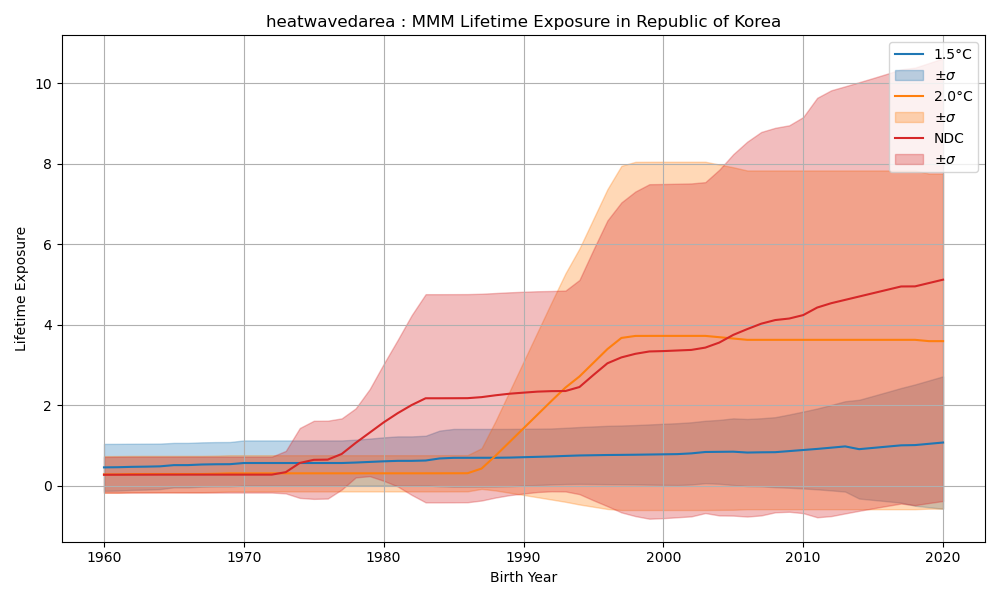 heatwavedarea : MMM Lifetime Exposure in Republic of Korea
1.5°C
±σ
2.0°C
±σ
NDC
±σ
Lifetime Exposure
10
8
6
4
2
0
1960 1970 1980 1990 2000 2010 2020
Birth Year